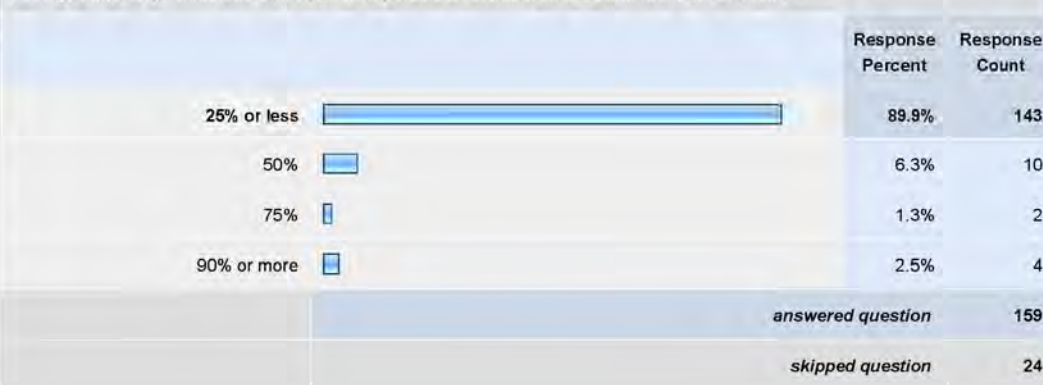 Response Percent Response Count
25% or less 89.9% 143
50% 6.3% 10
75% 1.3% 2
90% or more 2.5% 4
answered question 159
skipped question 24